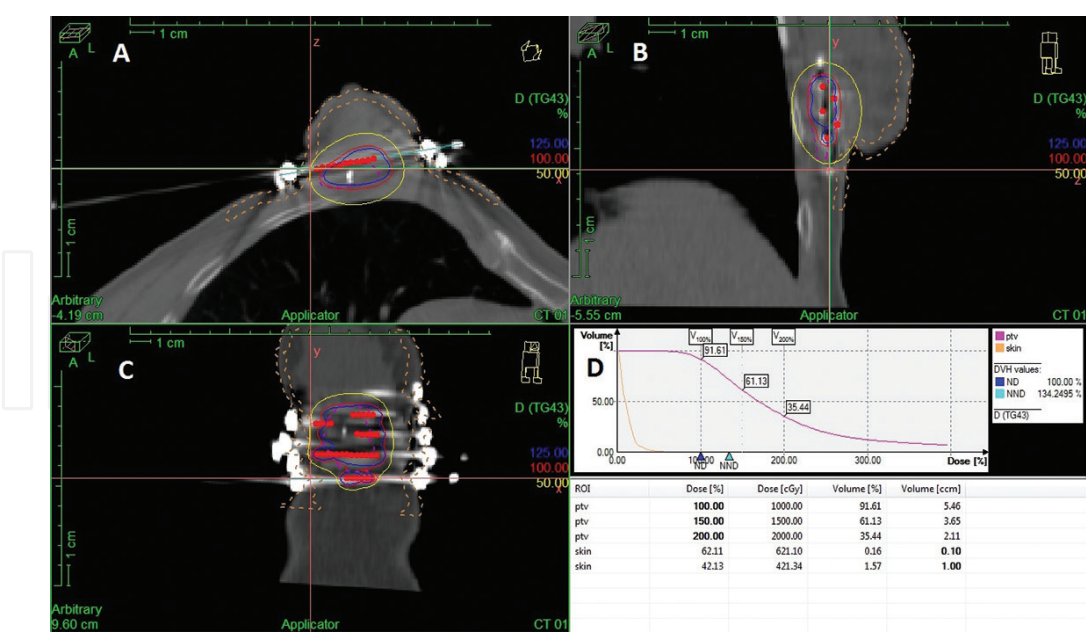 1 cm
A L
A
z
D (TG43)
%
125.00
100.00
50.00
x
1 cm
Arbitrary
-4.19 cm
Applicator
CT 01
1 cm
A L
B
y
D (TG43)
%
125.00
100.00
50.00
z
1 cm
Arbitrary
-5.55 cm
Applicator
CT 01
1 cm
A L
C
y
D (TG43)
%
125.00
100.00
50.00
x
1 cm
Arbitrary
9.60 cm
Applicator
CT 01
Volume
[%]
V100%
V150%
V200%
D
91.61
61.13
35.44
50.00
0.00
0.00
200.00
300.00
Dose [%]
ND
NND
ptv
skin
DVH values:
ND 100.00 %
NND 134.2495 %
D (TG43)
ROI Dose [%] Dose [cGy] Volume [%] Volume [ccm]
ptv 100.00 1000.00 91.61 5.46
ptv 150.00 1500.00 61.13 3.65
ptv 200.00 2000.00 35.44 2.11
skin 62.11 621.10 0.16 0.10
skin 42.13 421.34 1.57 1.00